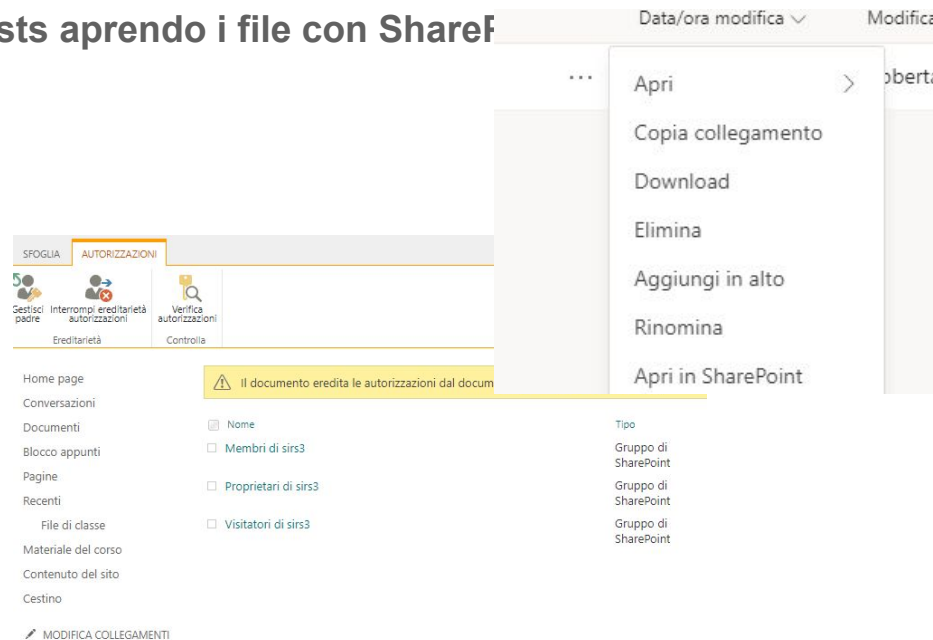 sts aprendo i file con
Data/ora modifica
Apri
Copia collegamento
Download
Elimina
Aggiungi in alto
Rinomina
Apri in SharePoint
SFOGLIA AUTORIZZAZIONI
Gestisci padre
Interrompi ereditarietà autorizzazioni
Verifica autorizzazioni
Ereditarietà Controlla
Home page
Conversazioni
Documenti
Blocco appunti
Pagine
Recenti
File di classe
Materiale del corso
Contenuto del sito
Cestino
MODIFICA COLLEGAMENTI
Il documento eredita le autorizzazioni dal
Nome Tipo
Membri di sirs3 Gruppo di
SharePoint
Proprietari di sirs3 Gruppo di
SharePoint
Visitatori di sirs3 Gruppo di
SharePoint